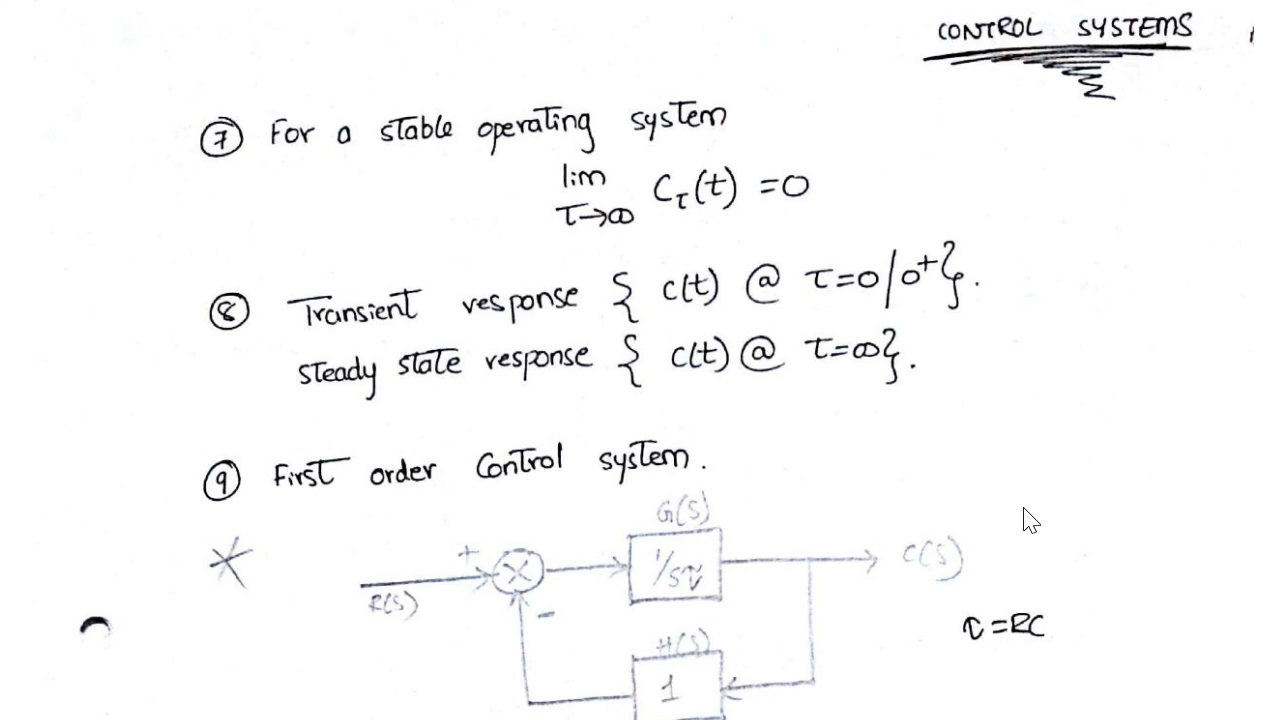 CONTROL SYSTEMS
⑦ For a stable operating system
lim
t→∞ Cτ(t) = 0
⑧ Transient response { c(t) @ t=0/0⁺}.
steady state response { c(t) @ t=∞}.
⑨ First order control system.
G(S)
+ X 1/Sτ C(S)
R(S)
-
τ = RC
H(S)
1